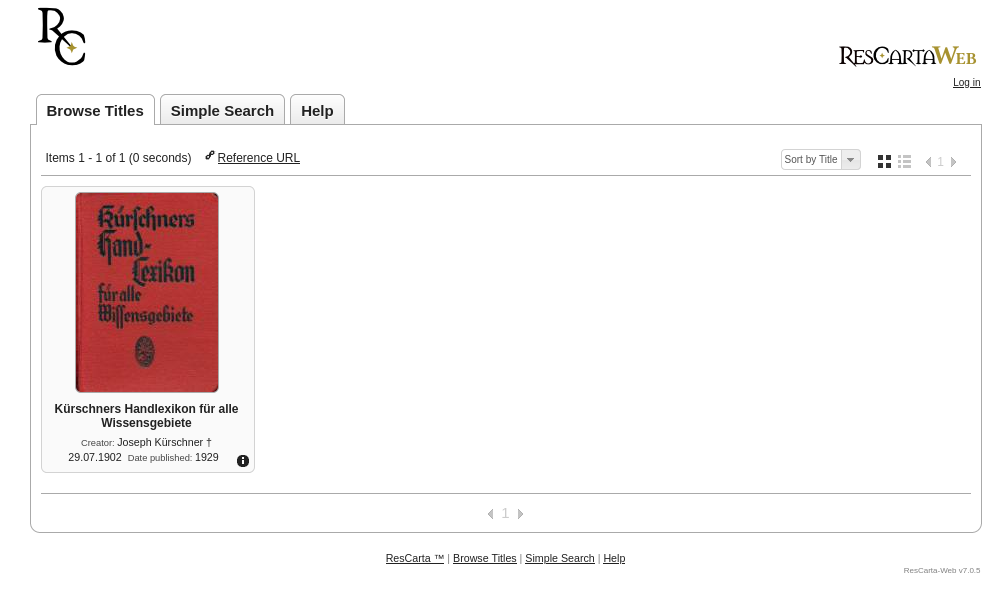 RC
RESCARTAWEB
Log in
Browse Titles Simple Search Help
Items 1 - 1 of 1 (0 seconds) Reference URL
Sort by Title 1
Kürschners
Hand-
Lexikon
für alle
Wissensgebiete
Kürschners Handlexikon für alle
Wissensgebiete
Creator: Joseph Kürschner †
29.07.1902 Date published: 1929
1
ResCarta ™ | Browse Titles | Simple Search | Help
ResCarta-Web v7.0.5